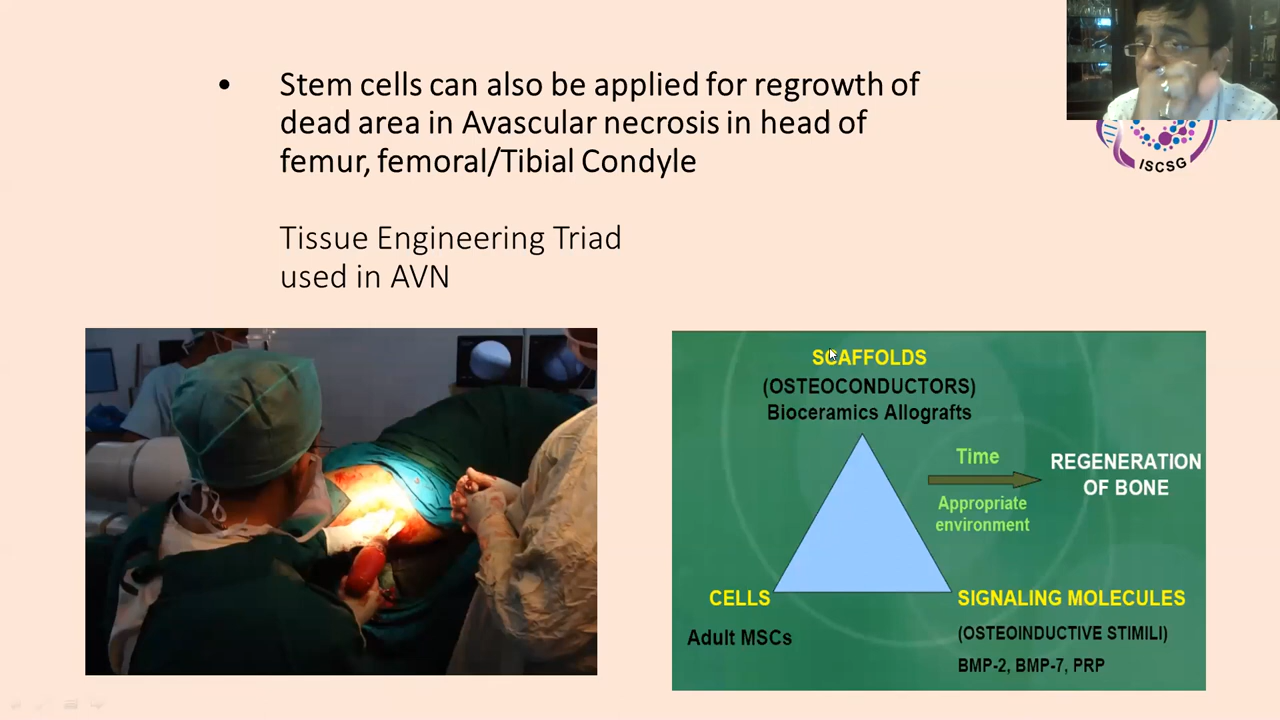 • Stem cells can also be applied for regrowth of
dead area in Avascular necrosis in head of
femur, femoral/Tibial Condyle
Tissue Engineering Triad
used in AVN
ISCSG
SCAFFOLDS
(OSTEOCONDUCTORS)
Bioceramics Allografts
Time
Appropriate
environment
REGENERATION
OF BONE
CELLS
Adult MSCs
SIGNALING MOLECULES
(OSTEOINDUCTIVE STIMILI)
BMP-2, BMP-7, PRP